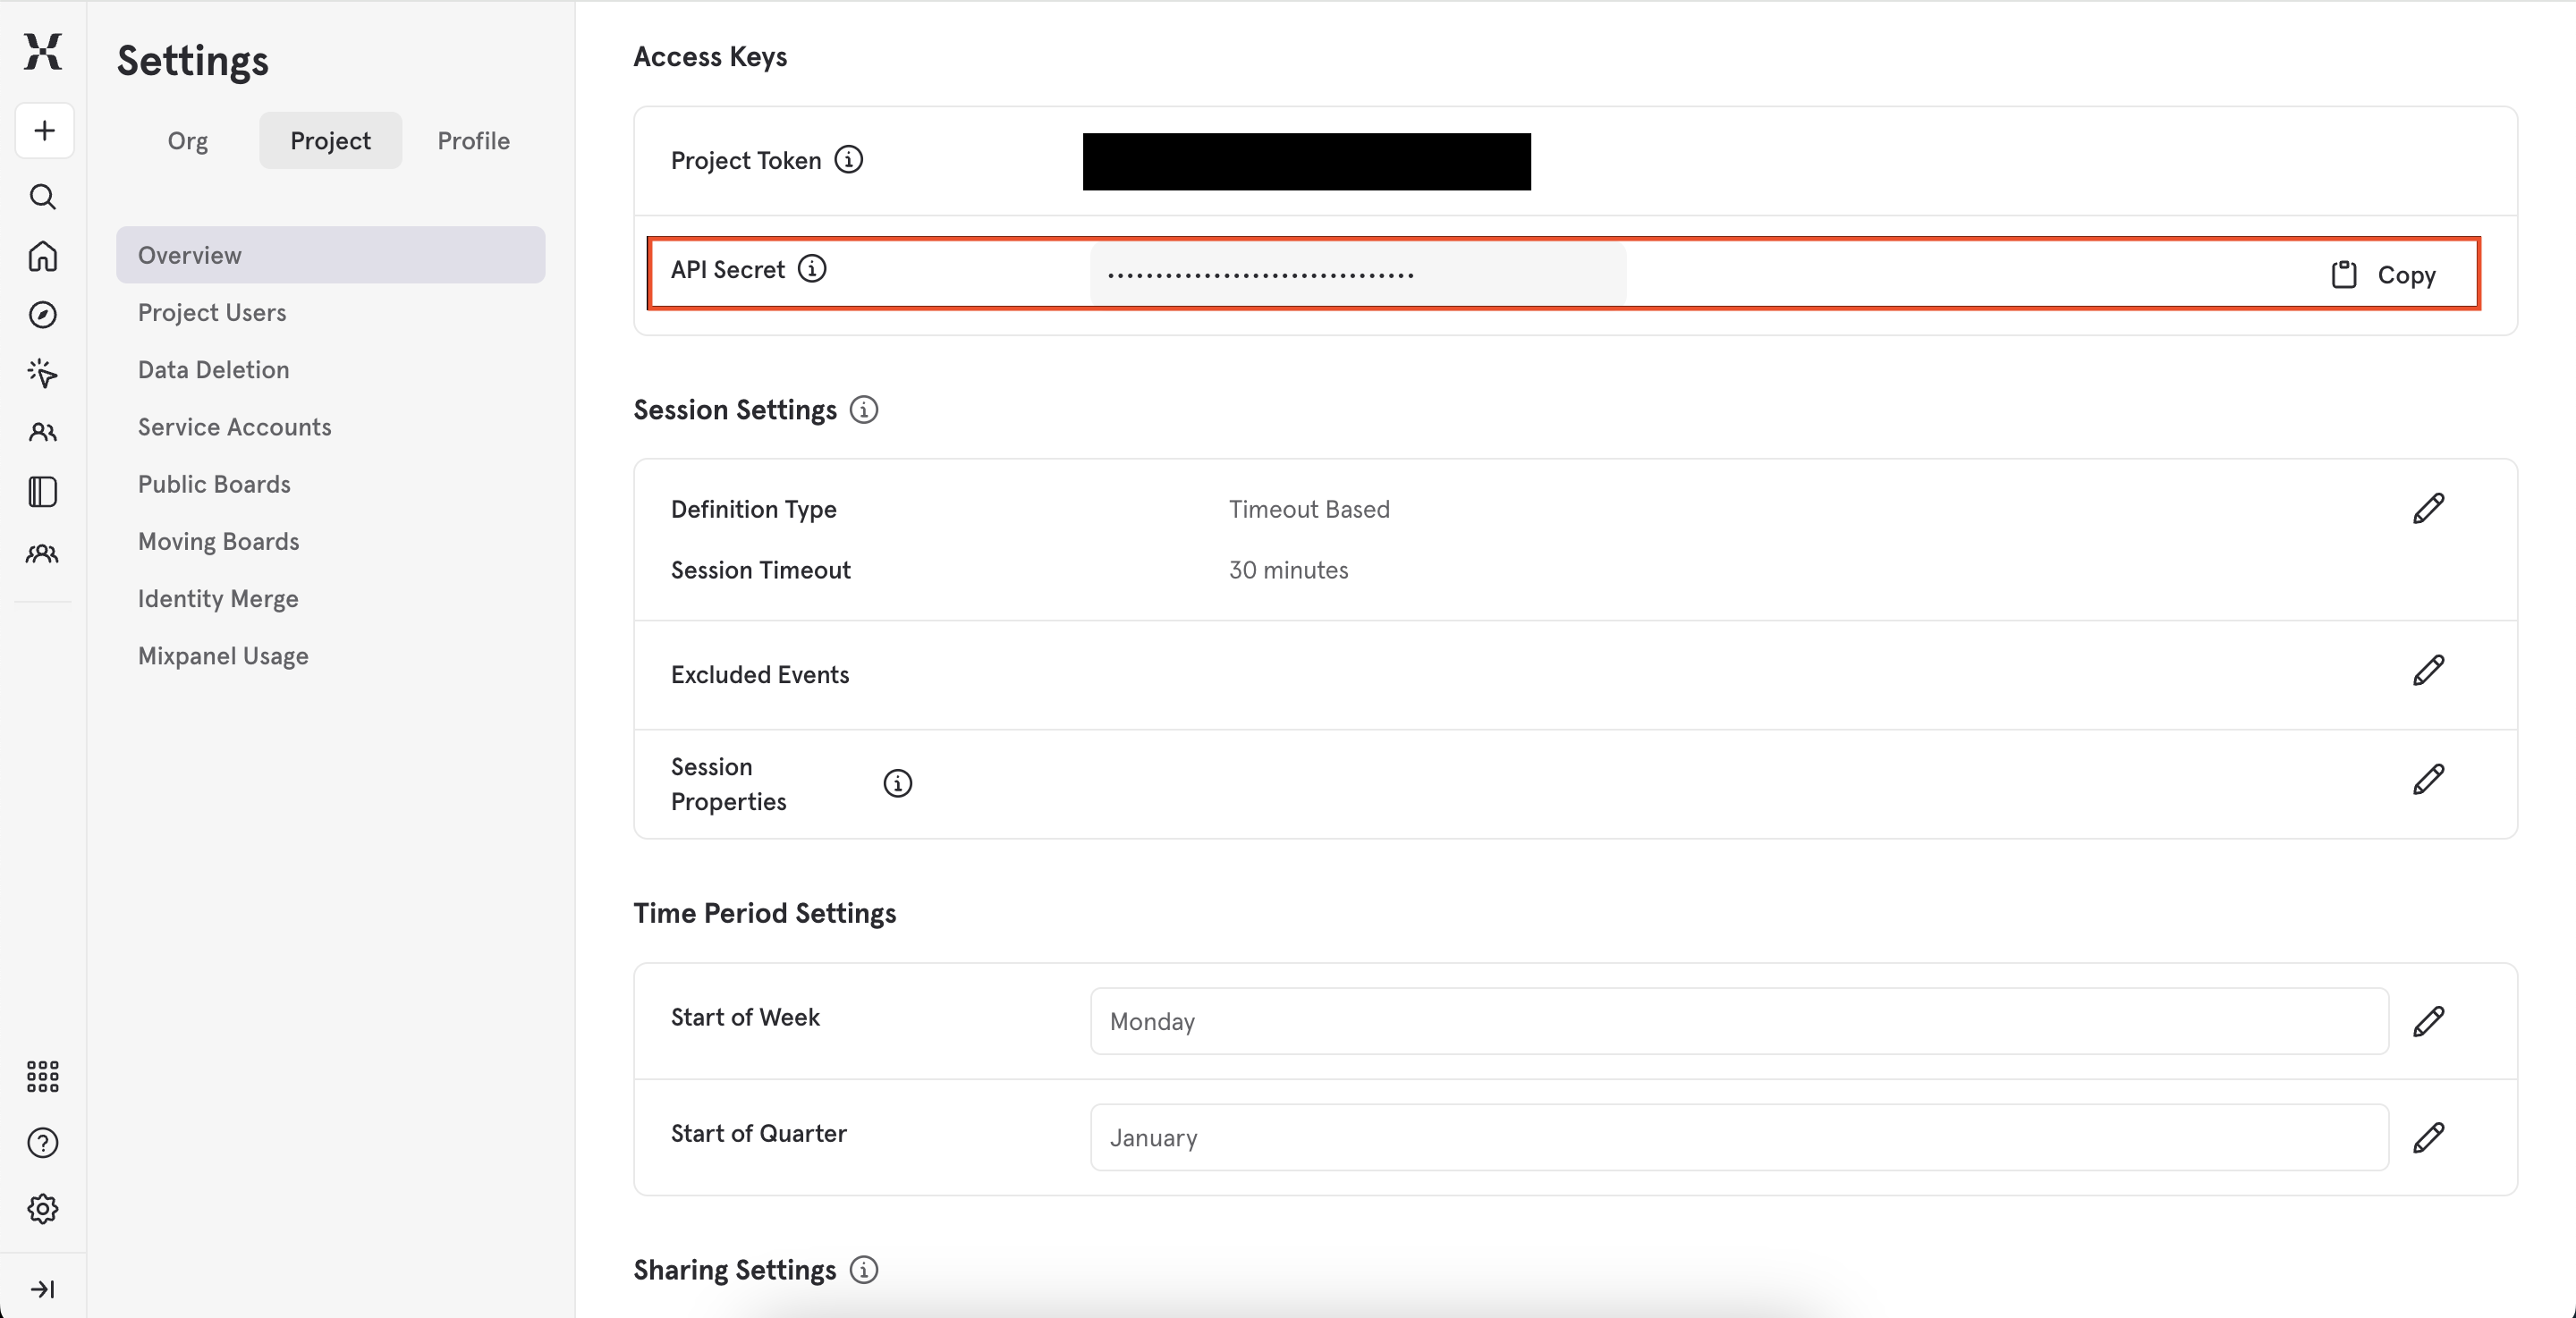 Settings
Org
Project
Profile
Overview
Project Users
Data Deletion
Service Accounts
Public Boards
Moving Boards
Identity Merge
Mixpanel Usage
Access Keys
Project Token
API Secret
Copy
Session Settings
Definition Type
Timeout Based
Session Timeout
30 minutes
Excluded Events
Session
Properties
Time Period Settings
Start of Week
Monday
Start of Quarter
January
Sharing Settings